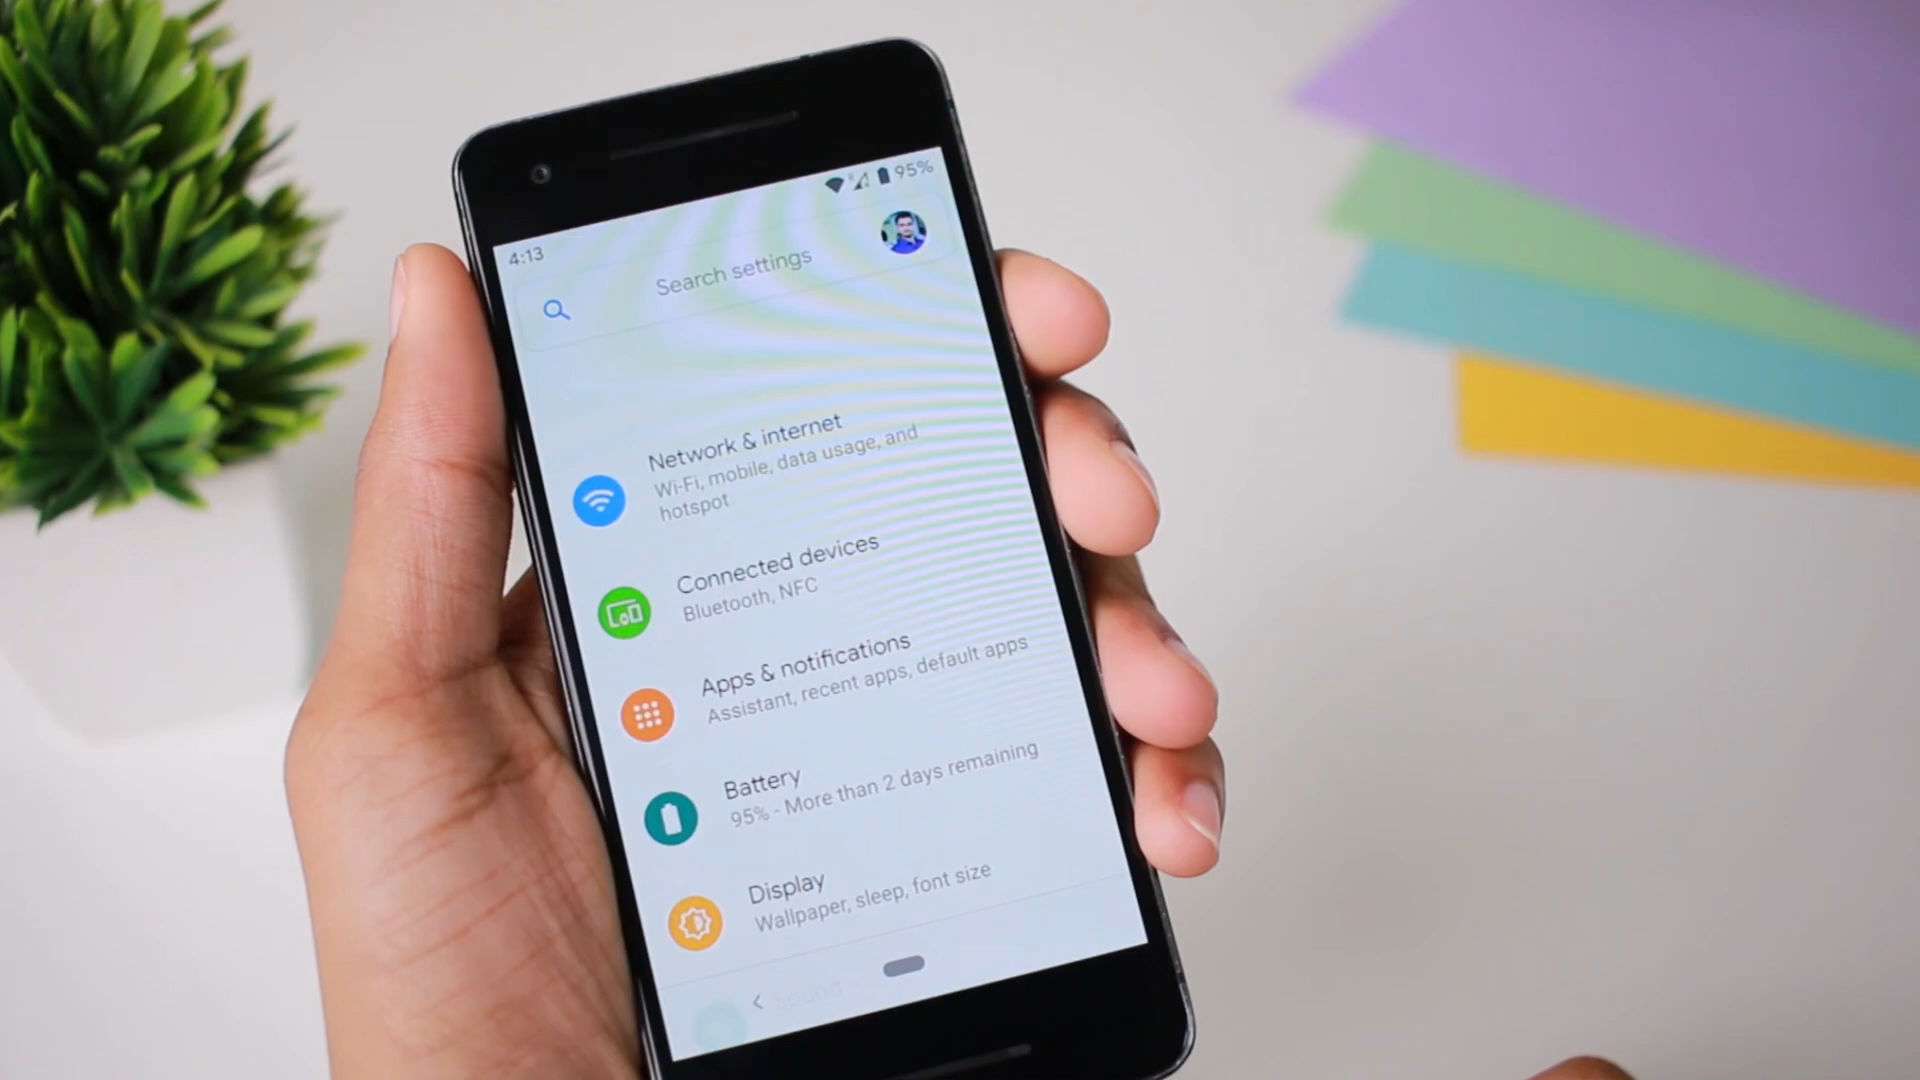 4:13
95%
Search settings
Network & internet
Wi-Fi, mobile, data usage, and
hotspot
Connected devices
Bluetooth, NFC
Apps & notifications
Assistant, recent apps, default apps
Battery
95% - More than 2 days remaining
Display
Wallpaper, sleep, font size
Sound